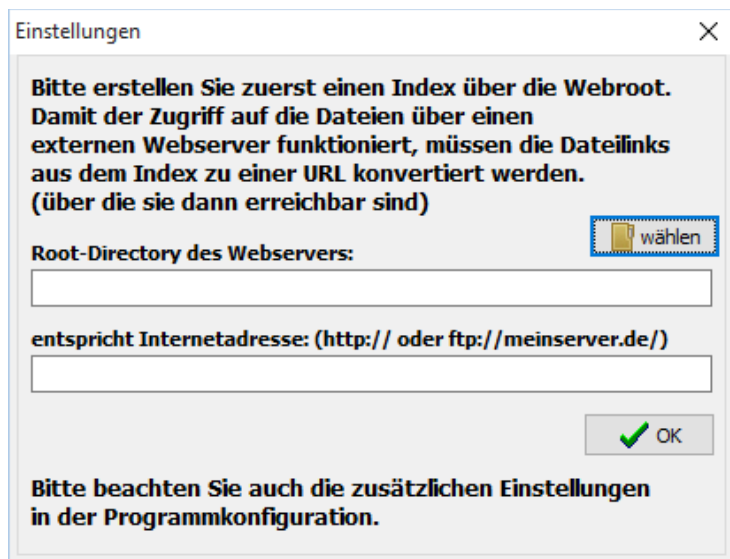 Einstellungen
Bitte erstellen Sie zuerst einen Index über die Webroot.
Damit der Zugriff auf die Dateien über einen
externen Webserver funktioniert, müssen die Dateilinks
aus dem Index zu einer URL konvertiert werden.
(über die sie dann erreichbar sind)
wählen
Root-Directory des Webservers:
entspricht Internetadresse: (http:// oder ftp://meinserver.de/)
OK
Bitte beachten Sie auch die zusätzlichen Einstellungen
in der Programmkonfiguration.